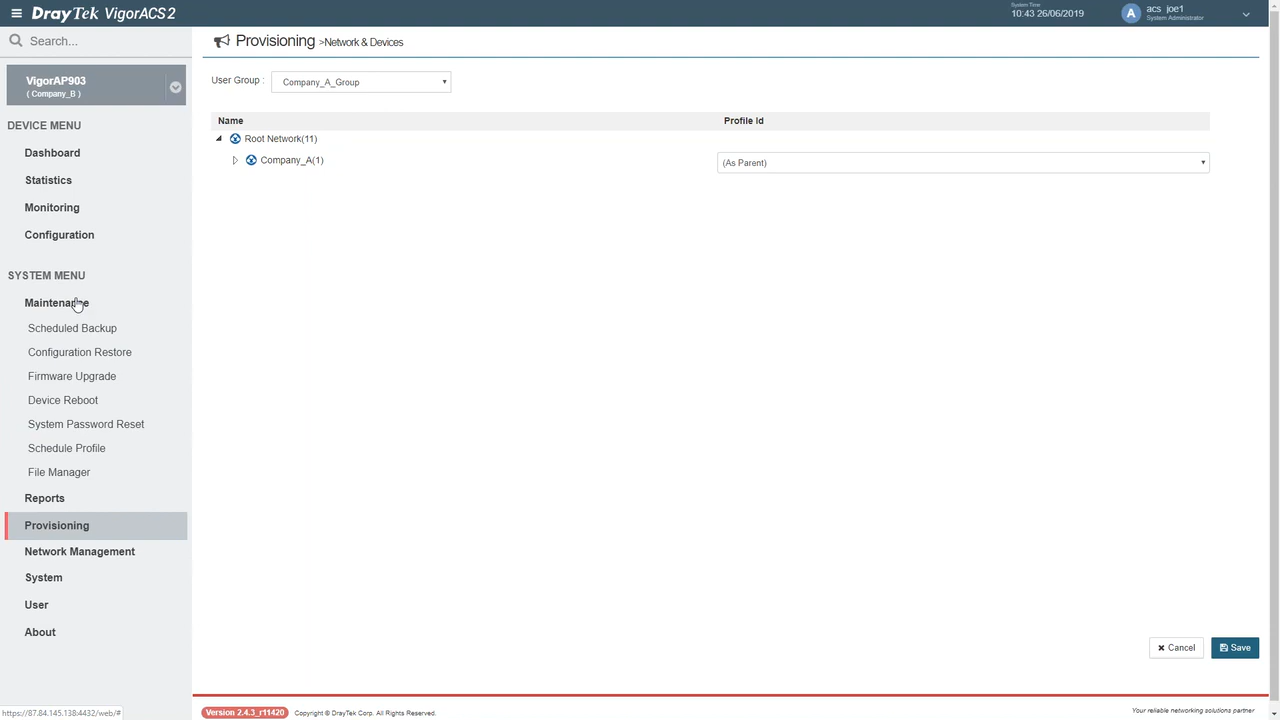 DrayTek VigorACS 2
System Time
10:43 26/06/2019
A
acs_joe1
System Administrator
Search...
VigorAP903
( Company_B )
DEVICE MENU
Dashboard
Statistics
Monitoring
Configuration
SYSTEM MENU
Maintenance
Scheduled Backup
Configuration Restore
Firmware Upgrade
Device Reboot
System Password Reset
Schedule Profile
File Manager
Reports
Provisioning
Network Management
System
User
About
Provisioning >Network & Devices
User Group :
Company_A_Group
Name
Profile Id
Root Network(11)
Company_A(1)
(As Parent)
Cancel
Save
https://87.84.145.138:4432/web/#
Version 2.4.3_r11420
Copyright © DrayTek Corp. All Rights Reserved.
Your reliable networking solutions partner